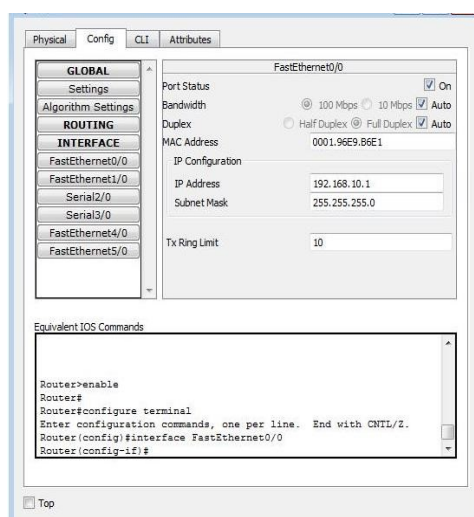 Physical Config CLI Attributes
GLOBAL
Settings
Algorithm Settings
ROUTING
INTERFACE
FastEthernet0/0
FastEthernet1/0
Serial2/0
Serial3/0
FastEthernet4/0
FastEthernet5/0
FastEthernet0/0
Port Status On
Bandwidth 100 Mbps 10 Mbps Auto
Duplex Half Duplex Full Duplex Auto
MAC Address 0001.96E9.B6E1
IP Configuration
IP Address 192.168.10.1
Subnet Mask 255.255.255.0
Tx Ring Limit 10
Equivalent IOS Commands
Router>enable
Router#
Router#configure terminal
Enter configuration commands, one per line. End with CNTL/Z.
Router(config)#interface FastEthernet0/0
Router(config-if)#
Top